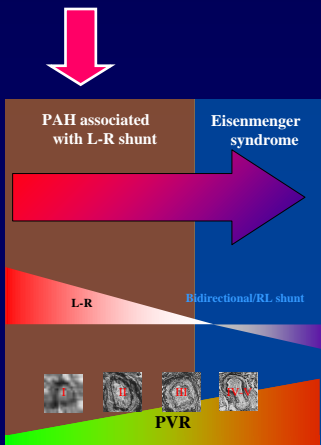 PAH associated
with L-R shunt
Eisenmenger
syndrome
L-R
Bidirectional/RL shunt
I
II
III
IV-V
PVR